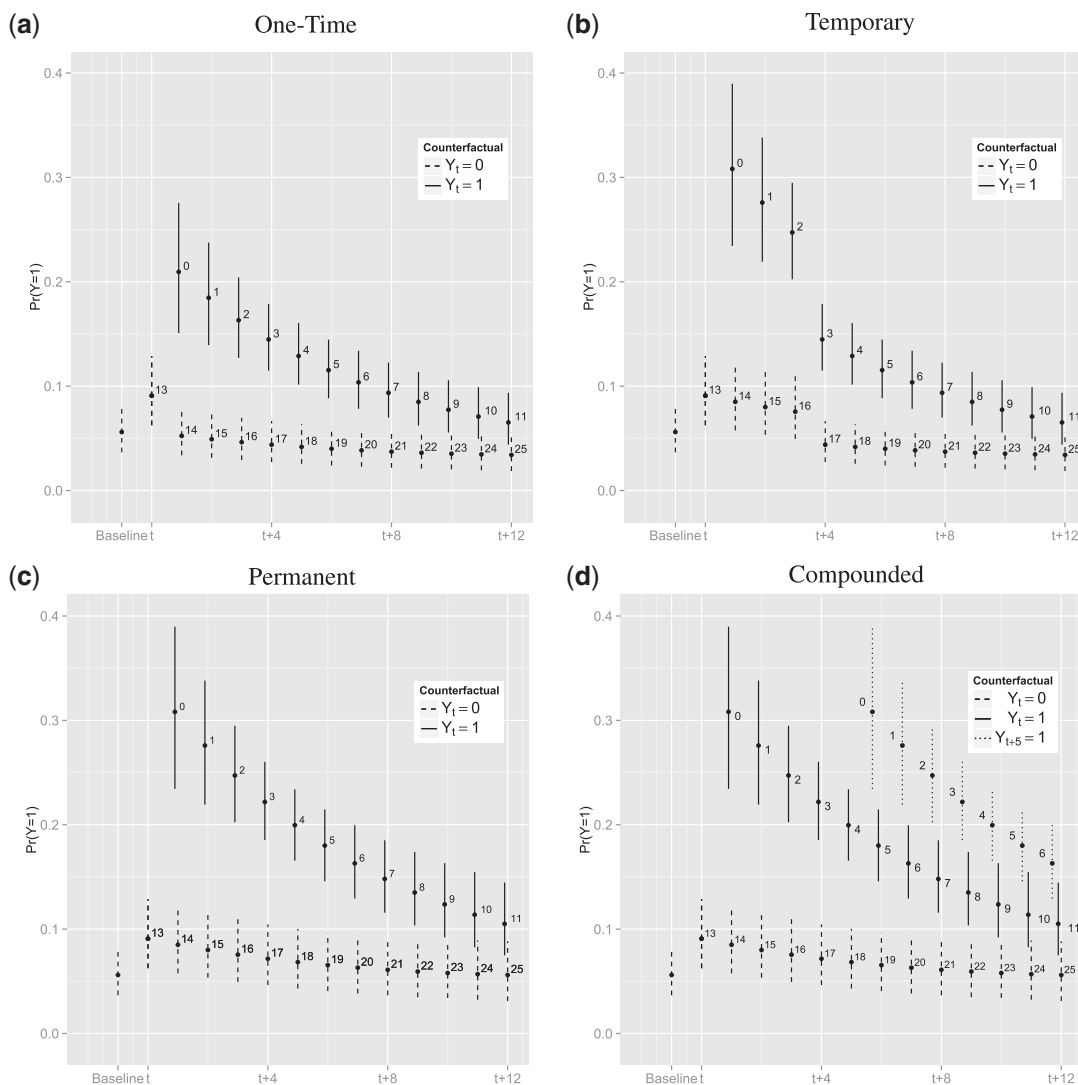 (a) One-Time
Pr(Y=1)
0.4
0.3
0.2
0.1
0.0
Counterfactual
Yt = 0
Yt = 1
0 1 2 3 4 5 6 7 8 9 10 11
13 14 15 16 17 18 19 20 21 22 23 24 25
Baseline t t+4 t+8 t+12
(b) Temporary
Pr(Y=1)
0.4
0.3
0.2
0.1
0.0
Counterfactual
Yt = 0
Yt = 1
0 1 2 3 4 5 6 7 8 9 10 11
13 14 15 16 17 18 19 20 21 22 23 24 25
Baseline t t+4 t+8 t+12
(c) Permanent
Pr(Y=1)
0.4
0.3
0.2
0.1
0.0
Counterfactual
Yt = 0
Yt = 1
0 1 2 3 4 5 6 7 8 9 10 11
13 14 15 16 17 18 19 20 21 22 23 24 25
Baseline t t+4 t+8 t+12
(d) Compounded
Pr(Y=1)
0.4
0.3
0.2
0.1
0.0
Counterfactual
Yt = 0
Yt = 1
Yt+5 = 1
0 1 2 3 4 5 6
0 1 2 3 4 5 6 7 8 9 10 11
13 14 15 16 17 18 19 20 21 22 23 24 25
Baseline t t+4 t+8 t+12